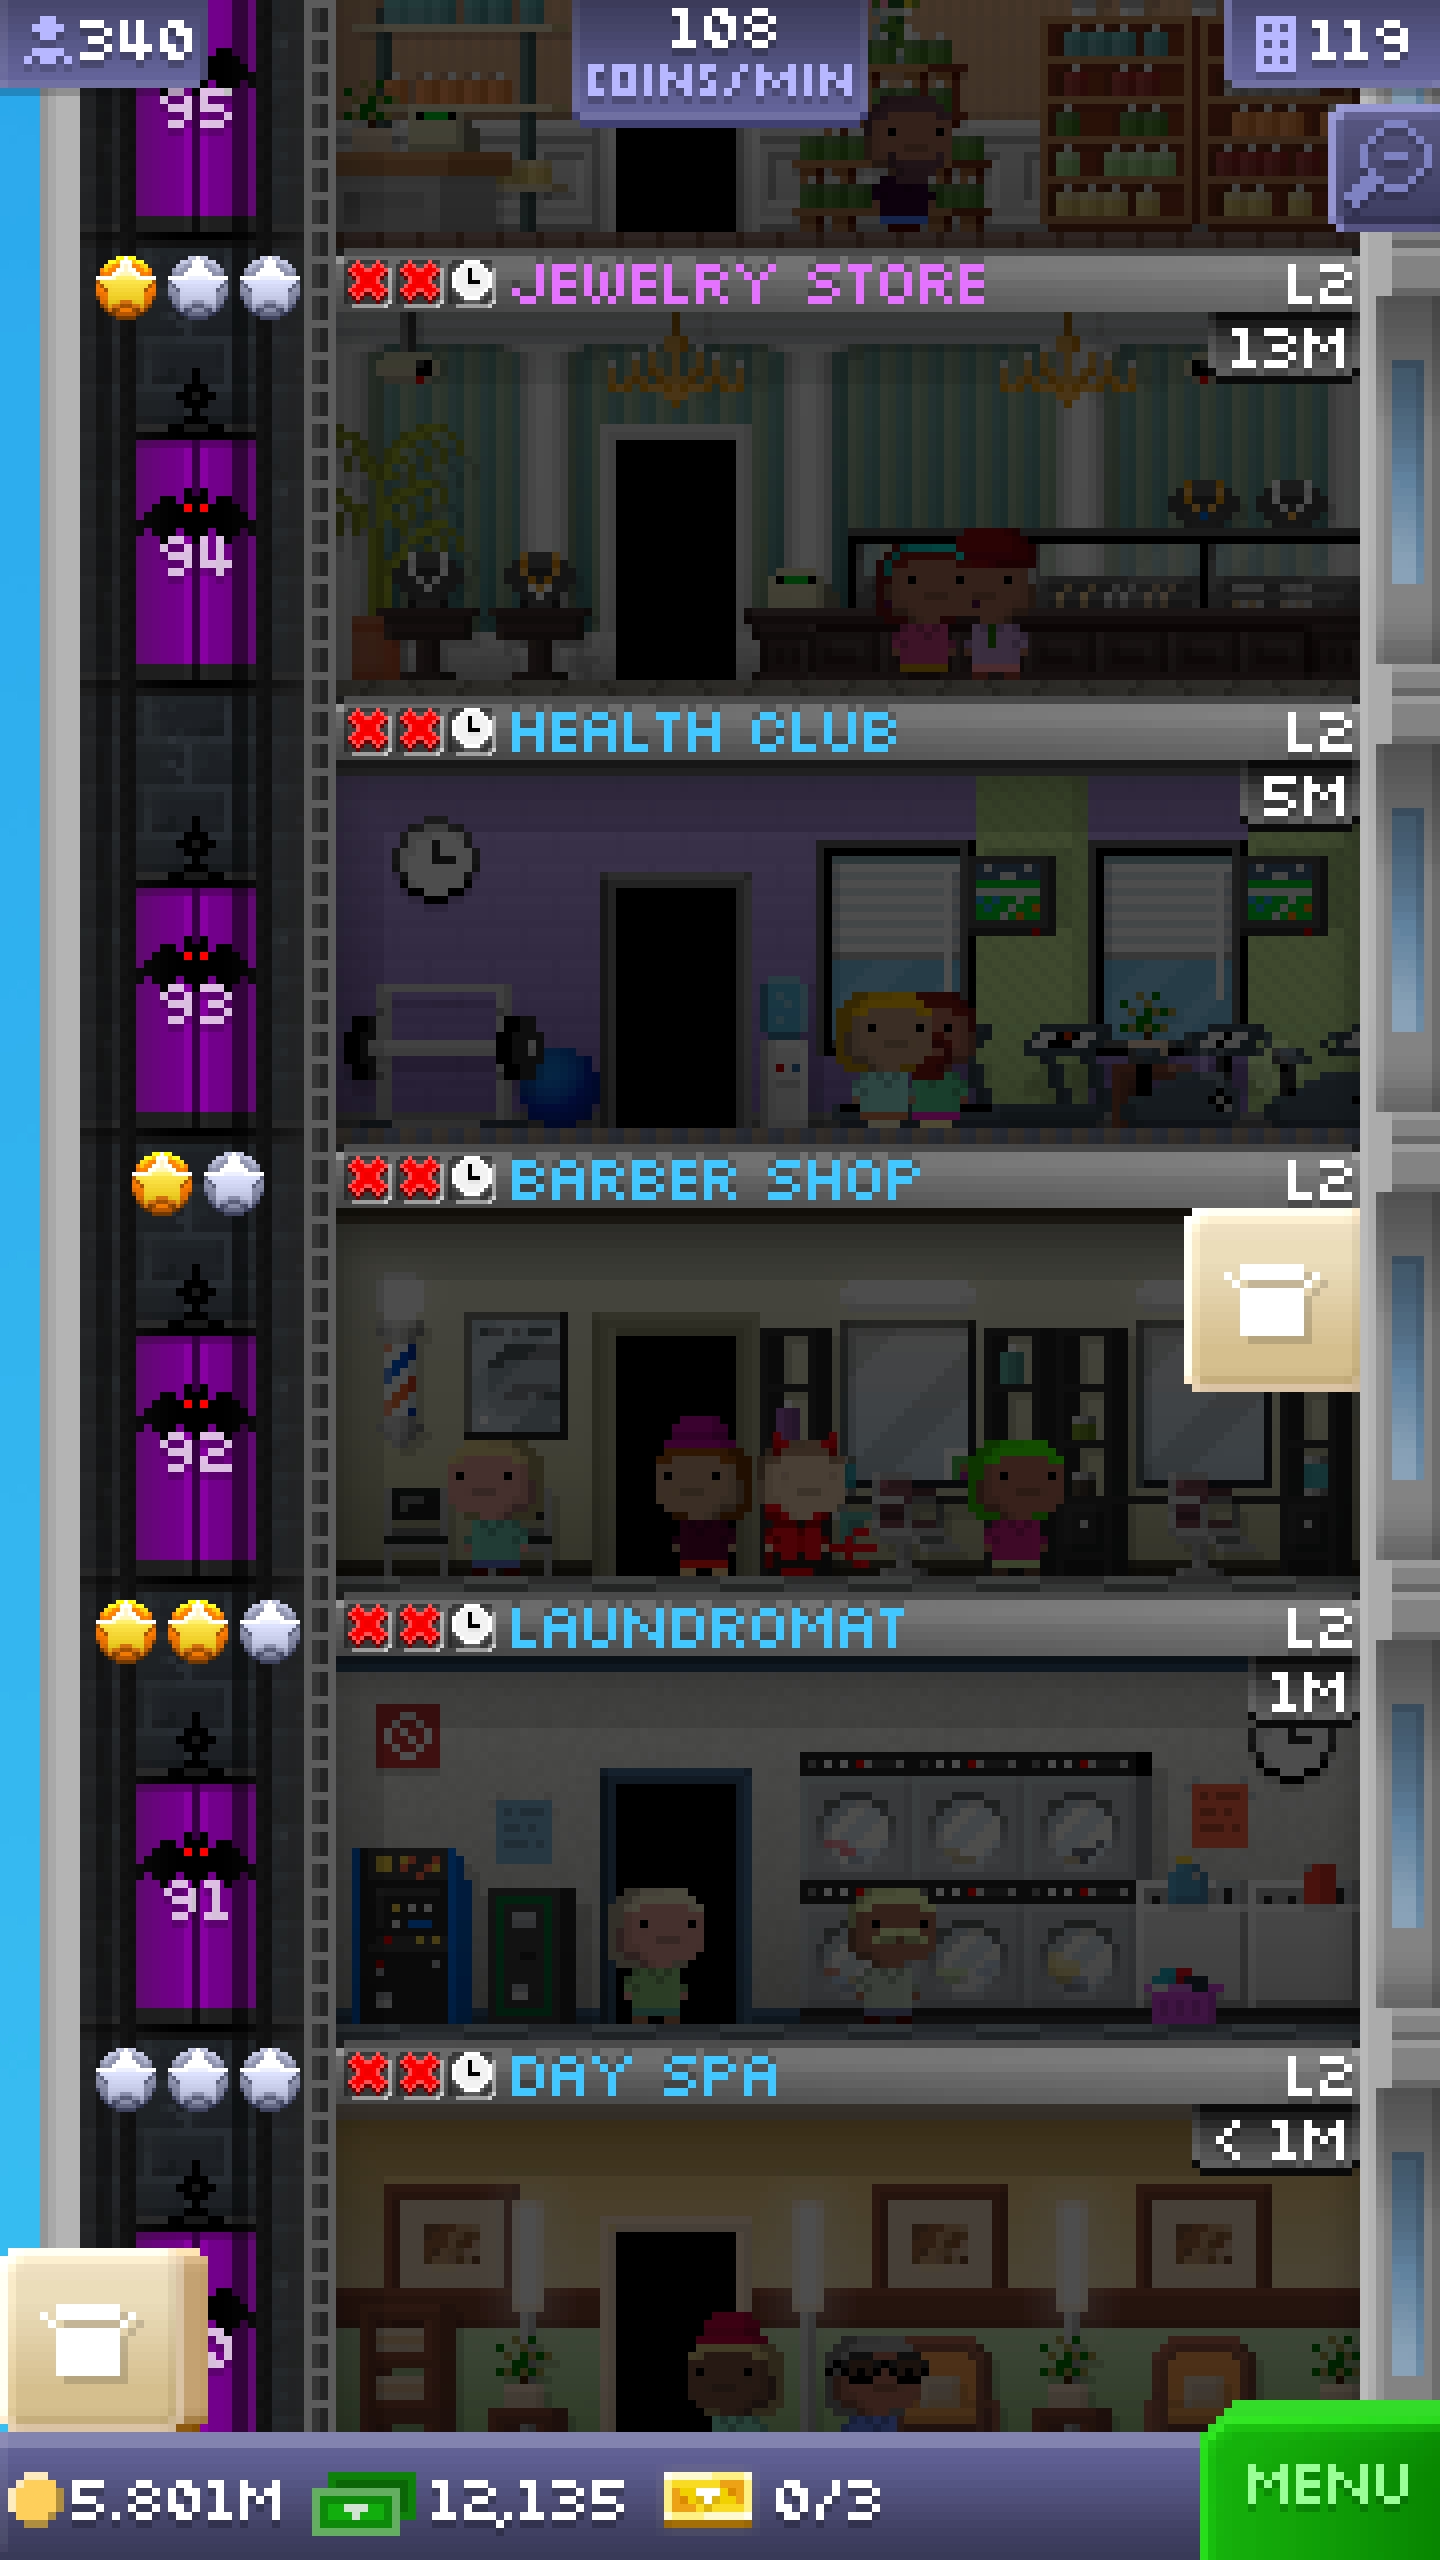 340
108
COINS/MIN
119
95
JEWELRY STORE L2
13M
94
HEALTH CLUB L2
5M
93
BARBER SHOP L2
92
LAUNDROMAT L2
1M
91
DAY SPA L2
< 1M
5.801M 12,135 0/3 MENU